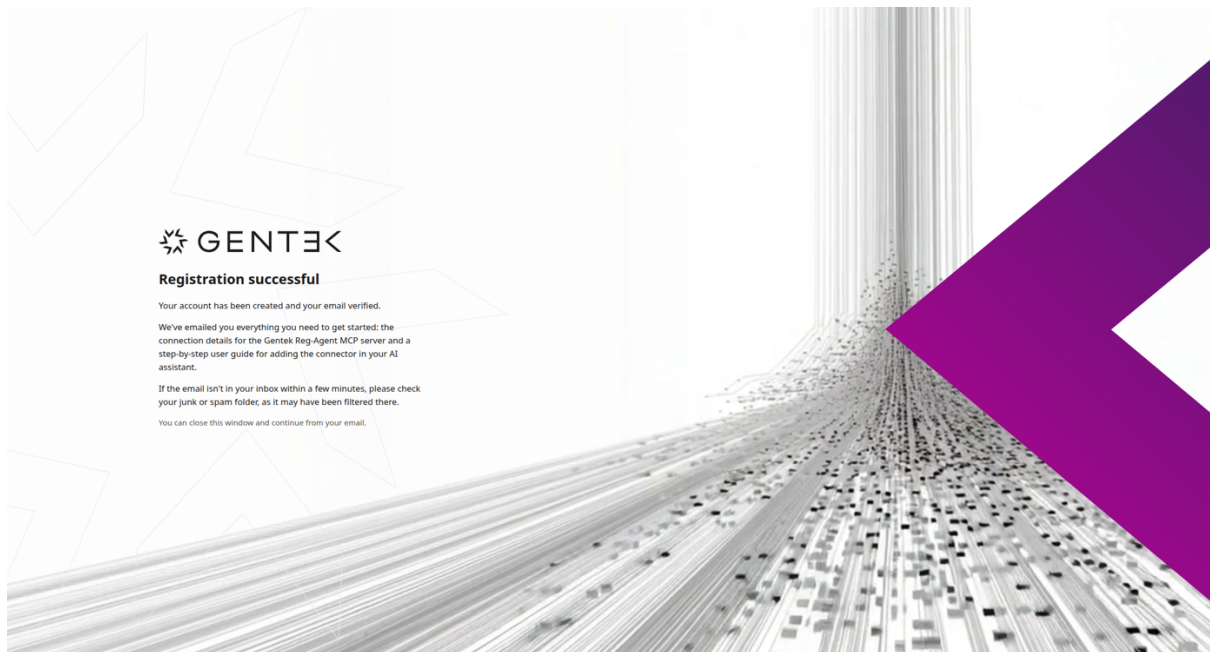 GENTEK
Registration successful
Your account has been created and your email verified.
We've emailed you everything you need to get started: the
connection details for the Gentek Reg-Agent MCP server and a
step-by-step user guide for adding the connector in your AI
assistant.
If the email isn't in your inbox within a few minutes, please check
your junk or spam folder, as it may have been filtered there.
You can close this window and continue from your email.